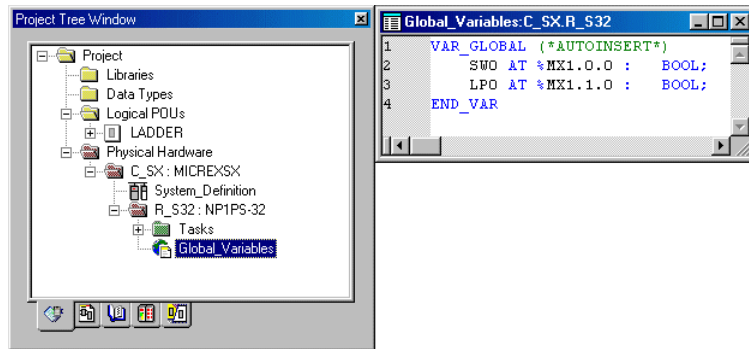 Project Tree Window
Project
Libraries
Data Types
Logical POUs
LADDER
Physical Hardware
C_SX : MICREXSX
System_Definition
R_S32 : NP1PS-32
Tasks
Global_Variables
Global_Variables:C_SX.R_S32
1 VAR_GLOBAL (*AUTOINSERT*)
2 SW0 AT %MX1.0.0 : BOOL;
3 LP0 AT %MX1.1.0 : BOOL;
4 END_VAR